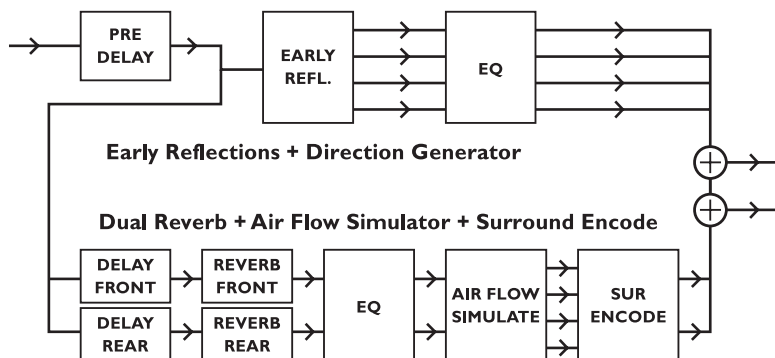 PRE
DELAY
EARLY
REFL.
EQ
Early Reflections + Direction Generator
Dual Reverb + Air Flow Simulator + Surround Encode
DELAY
FRONT
REVERB
FRONT
DELAY
REAR
REVERB
REAR
EQ
AIR FLOW
SIMULATE
SUR
ENCODE